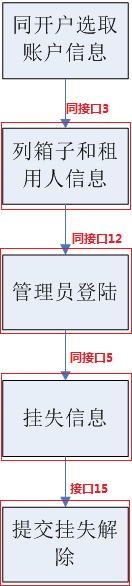 同开户选取
账户信息
同接口3
列箱子和租
用人信息
同接口12
管理员登陆
同接口5
挂失信息
接口15
提交挂失解
除